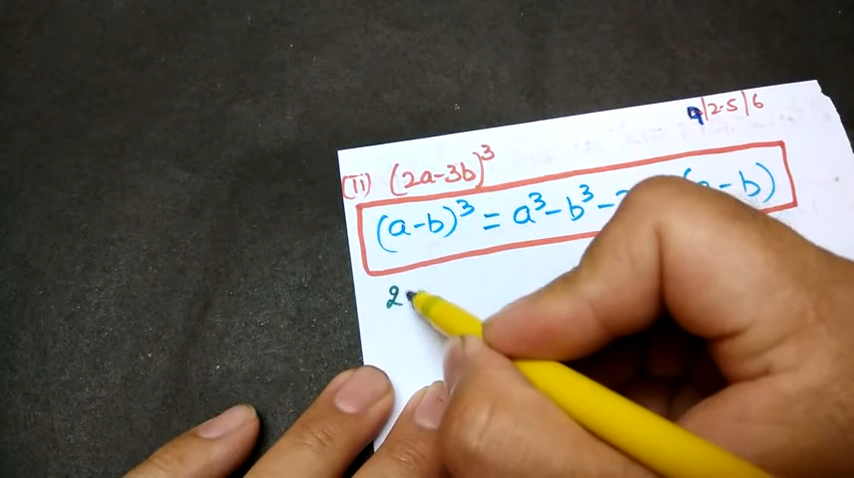 9|2.5|6
(ii) (2a-3b)³
(a-b)³ = a³-b³- - b)
2